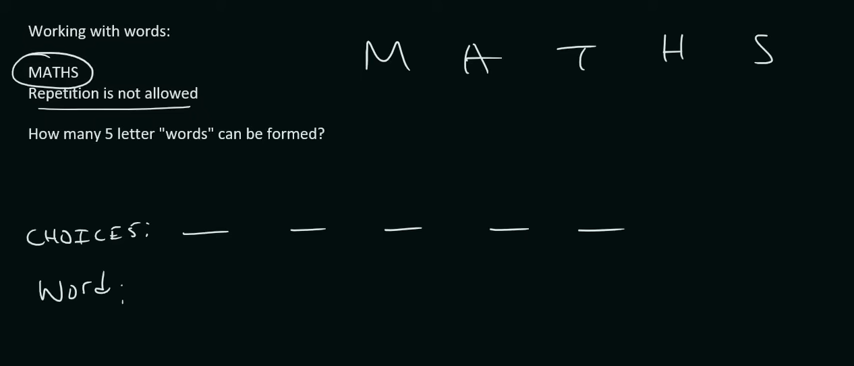 Working with words:
M A T H S
MATHS
Repetition is not allowed
How many 5 letter "words" can be formed?
CHOICES:
Word: